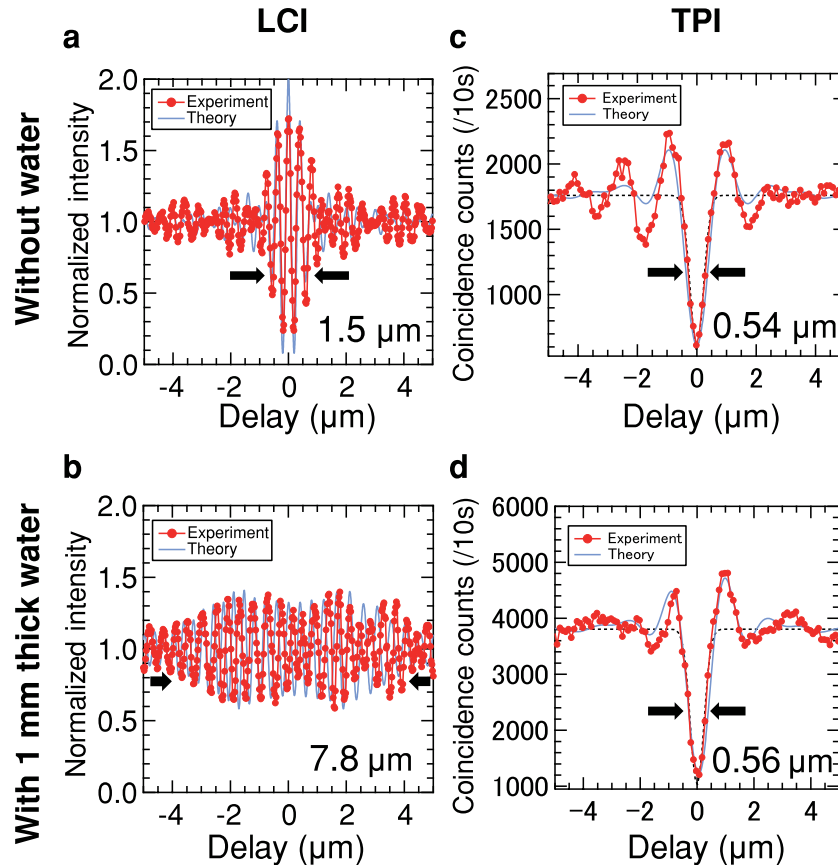 LCI
TPI
Without water
With 1 mm thick water
a
2.0
1.5
1.0
0.5
0.0
Normalized intensity
Experiment
Theory
1.5 µm
-4 -2 0 2 4
Delay (µm)
c
2500
2000
1500
1000
Coincidence counts (/10s)
Experiment
Theory
0.54 µm
−4 −2 0 2 4
Delay (µm)
b
2.0
1.5
1.0
0.5
0.0
Normalized intensity
Experiment
Theory
7.8 µm
-4 -2 0 2 4
Delay (µm)
d
6000
5000
4000
3000
2000
1000
Coincidence counts (/10s)
Experiment
Theory
0.56 µm
−4 −2 0 2 4
Delay (µm)